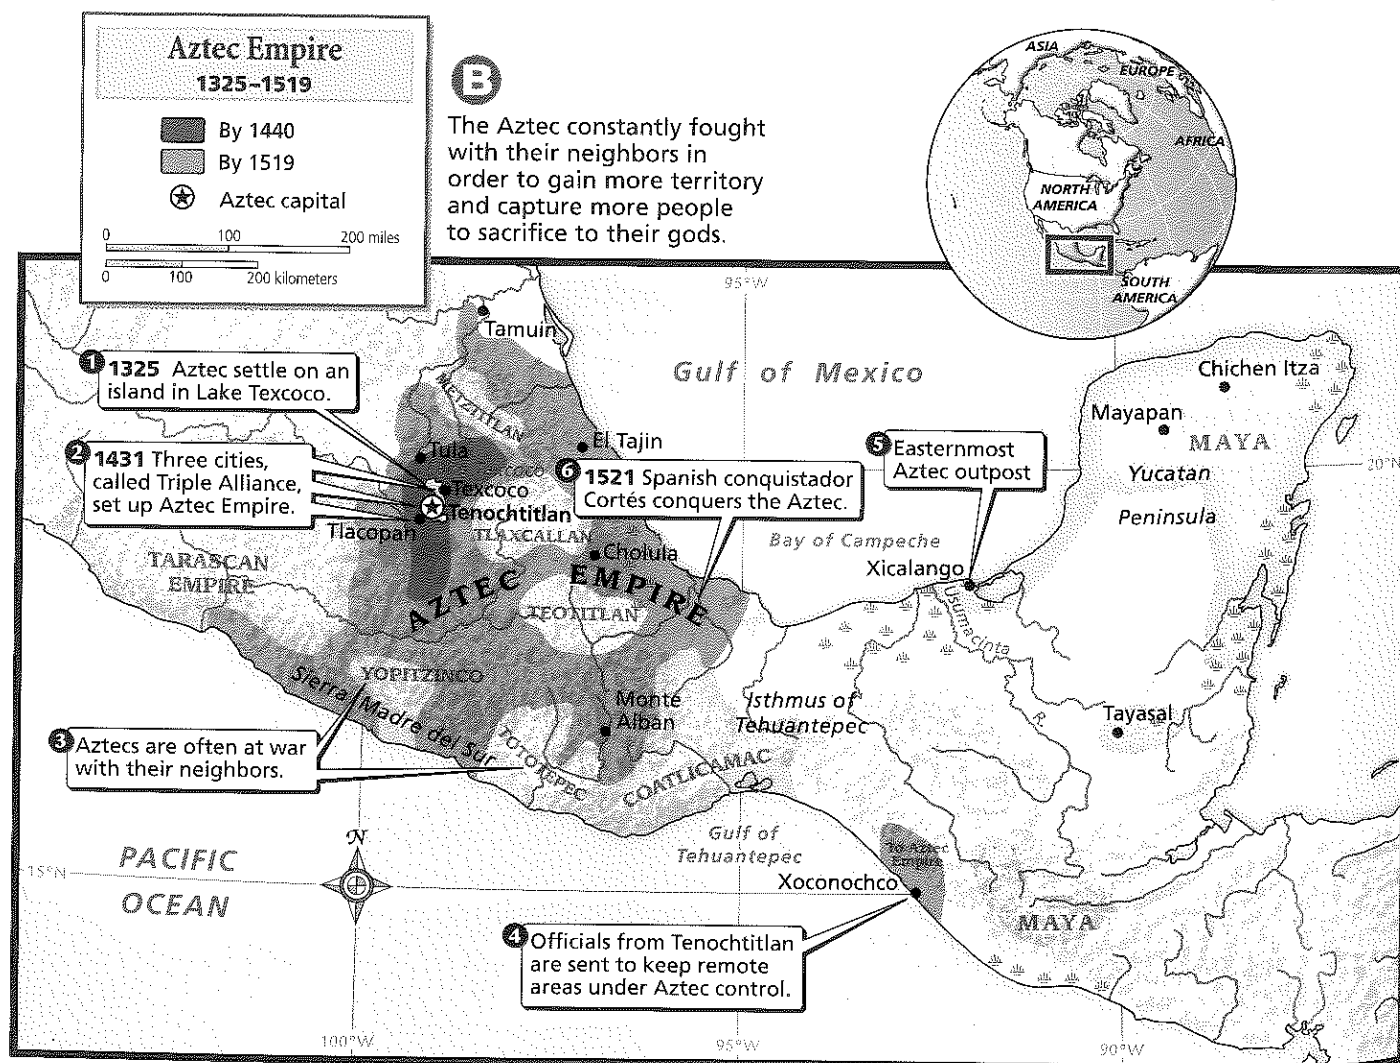 Aztec Empire
1325–1519
By 1440
By 1519
Aztec capital
0 100 200 miles
0 100 200 kilometers
B
The Aztec constantly fought
with their neighbors in
order to gain more territory
and capture more people
to sacrifice to their gods.
ASIA
EUROPE
AFRICA
NORTH
AMERICA
SOUTH
AMERICA
95°W
Tamuin
Gulf of Mexico
1 1325 Aztec settle on an
island in Lake Texcoco.
METZTITLAN
Chichen Itza
Mayapan
MAYA
Yucatan
Peninsula
20°N
El Tajin
Tula
2 1431 Three cities,
called Triple Alliance,
set up Aztec Empire.
Texcoco
Tenochtitlan
Tlacopan
TLAXCALLAN
6 1521 Spanish conquistador
Cortés conquers the Aztec.
5 Easternmost
Aztec outpost
Bay of Campeche
Xicalango
Cholula
TARASCAN
EMPIRE
AZTEC EMPIRE
TEOTITLAN
Usumacinta
R.
YOPITZINCO
Sierra Madre del Sur
Monte
Alban
Isthmus of
Tehuantepec
Tayasal
3 Aztecs are often at war
with their neighbors.
TOTOTEPEC
COATLICAMAC
Gulf of
Tehuantepec
To Aztec
Empire
Xoconochco
MAYA
PACIFIC
OCEAN
15°N
N
4 Officials from Tenochtitlan
are sent to keep remote
areas under Aztec control.
100°W
95°W
90°W